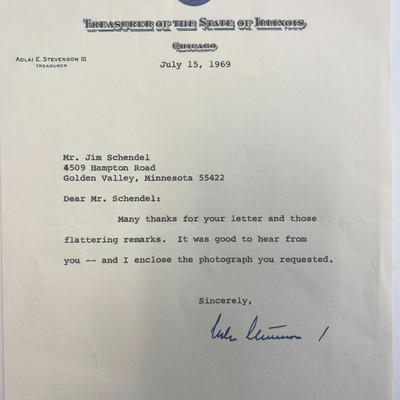 TREASURER OF THE STATE OF ILLINOIS
CHICAGO
ADLAI E. STEVENSON III
TREASURER
July 15, 1969
Mr. Jim Schendel
4509 Hampton Road
Golden Valley, Minnesota 55422
Dear Mr. Schendel:
Many thanks for your letter and those
flattering remarks. It was good to hear from
you -- and I enclose the photograph you requested.
Sincerely,